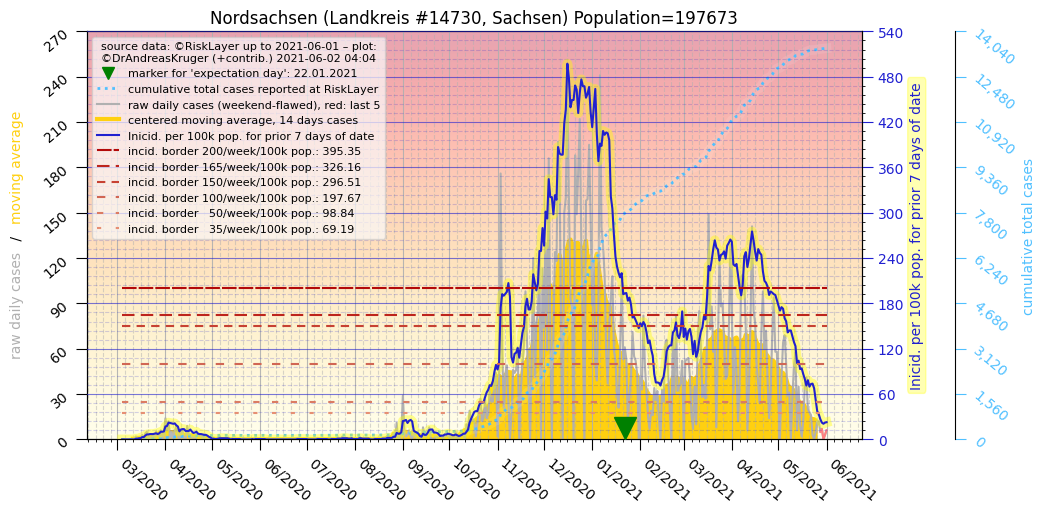 Nordsachsen (Landkreis #14730, Sachsen) Population=197673
source data: ©RiskLayer up to 2021-06-01 – plot:
©DrAndreasKruger (+contrib.) 2021-06-02 04:04
marker for 'expectation day': 22.01.2021
cumulative total cases reported at RiskLayer
raw daily cases (weekend-flawed), red: last 5
centered moving average, 14 days cases
Inicid. per 100k pop. for prior 7 days of date
incid. border 200/week/100k pop.: 395.35
incid. border 165/week/100k pop.: 326.16
incid. border 150/week/100k pop.: 296.51
incid. border 100/week/100k pop.: 197.67
incid. border   50/week/100k pop.: 98.84
incid. border   35/week/100k pop.: 69.19
raw daily cases  /  moving average
270
240
210
180
150
120
90
60
30
0
540
480
420
360
300
240
180
120
60
0
Inicid. per 100k pop. for prior 7 days of date
14,040
12,480
10,920
9,360
7,800
6,240
4,680
3,120
1,560
0
cumulative total cases
03/2020
04/2020
05/2020
06/2020
07/2020
08/2020
09/2020
10/2020
11/2020
12/2020
01/2021
02/2021
03/2021
04/2021
05/2021
06/2021